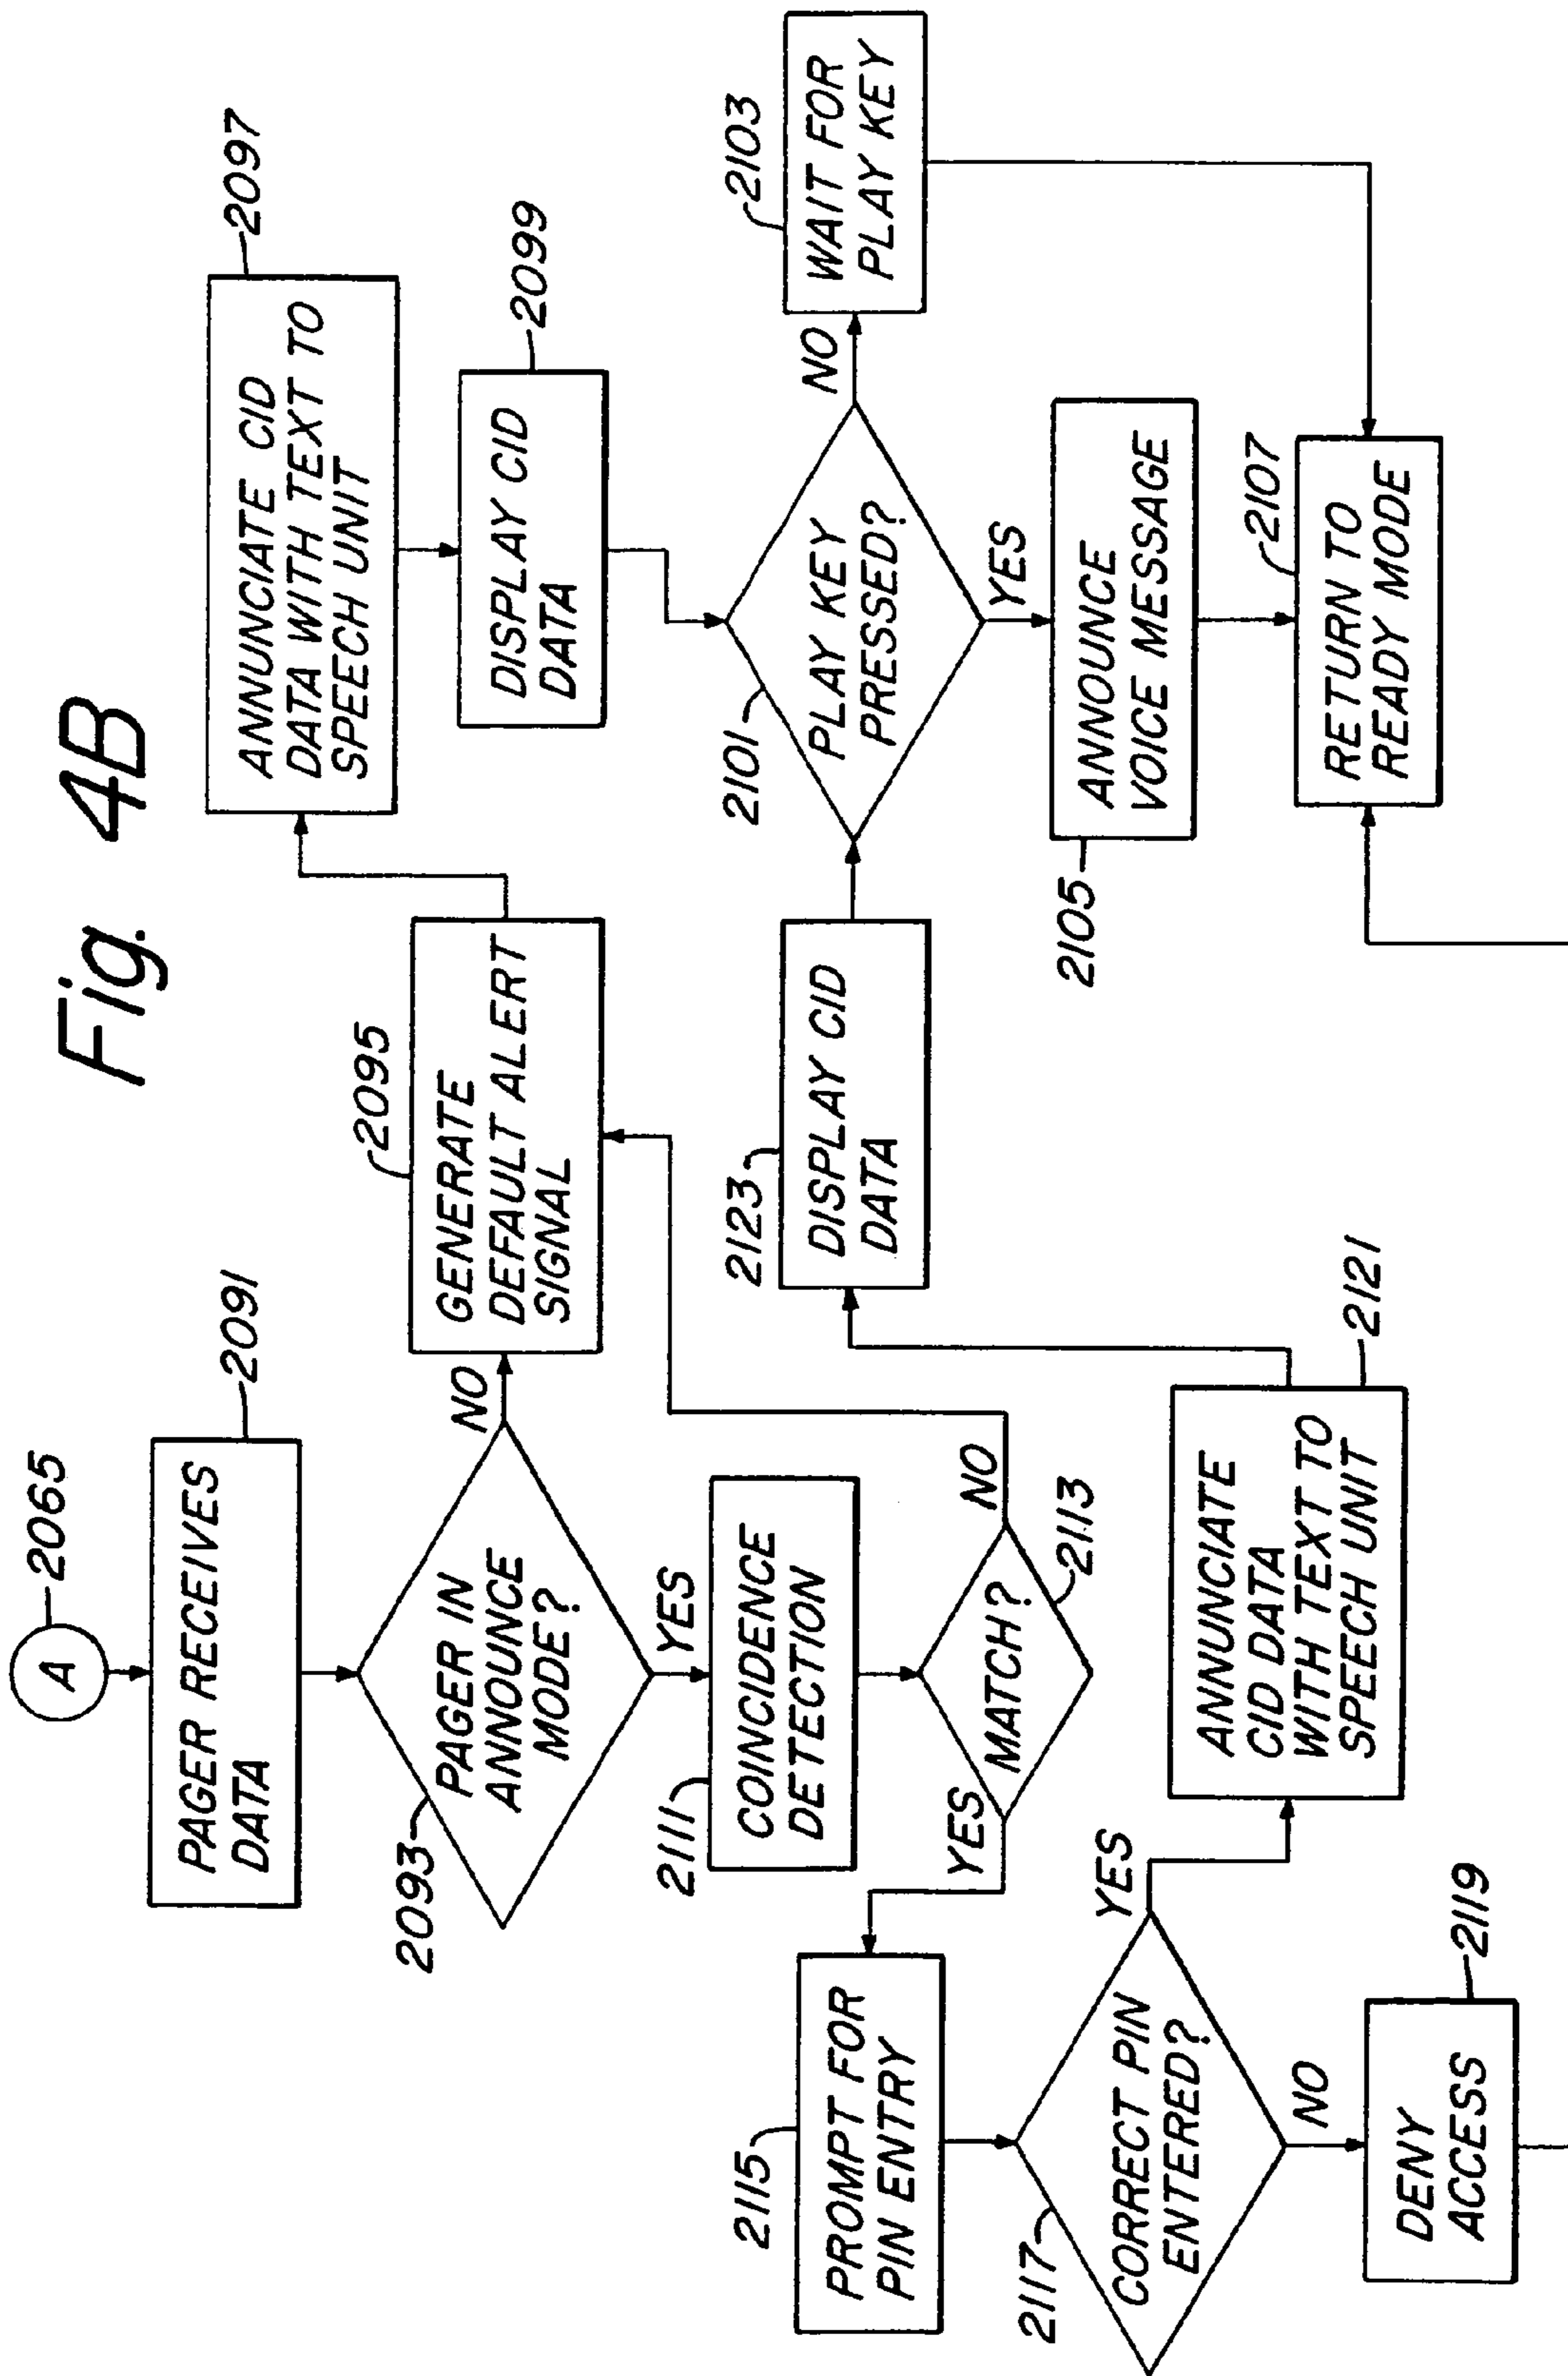 Fig. 4B
A
2065
PAGER RECEIVES
DATA
2091
2093
PAGER IN
ANNOUNCE
MODE?
NO
YES
2095
GENERATE
DEFAULT ALERT
SIGNAL
2097
ANNUNCIATE CID
DATA WITH TEXT TO
SPEECH UNIT
2099
DISPLAY CID
DATA
2111
COINCIDENCE
DETECTION
MATCH?
2113
NO
YES
2115
PROMPT FOR
PIN ENTRY
2117
CORRECT PIN
ENTERED?
YES
NO
2119
DENY
ACCESS
ANNUNCIATE
CID DATA
WITH TEXT TO
SPEECH UNIT
2121
2123
DISPLAY CID
DATA
2101
PLAY KEY
PRESSED?
NO
YES
2103
WAIT FOR
PLAY KEY
2105
ANNOUNCE
VOICE MESSAGE
2107
RETURN TO
READY MODE